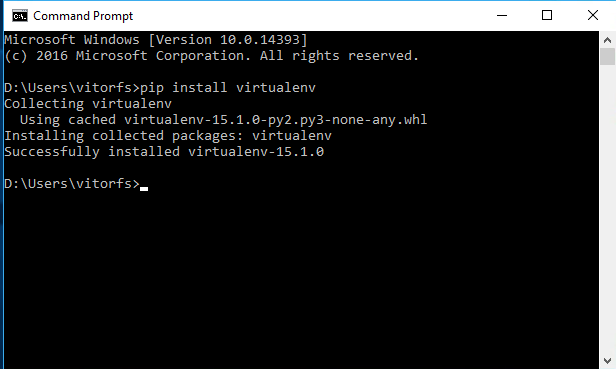 Command Prompt
Microsoft Windows [Version 10.0.14393]
(c) 2016 Microsoft Corporation. All rights reserved.
D:\Users\vitorfs>pip install virtualenv
Collecting virtualenv
  Using cached virtualenv-15.1.0-py2.py3-none-any.whl
Installing collected packages: virtualenv
Successfully installed virtualenv-15.1.0
D:\Users\vitorfs>